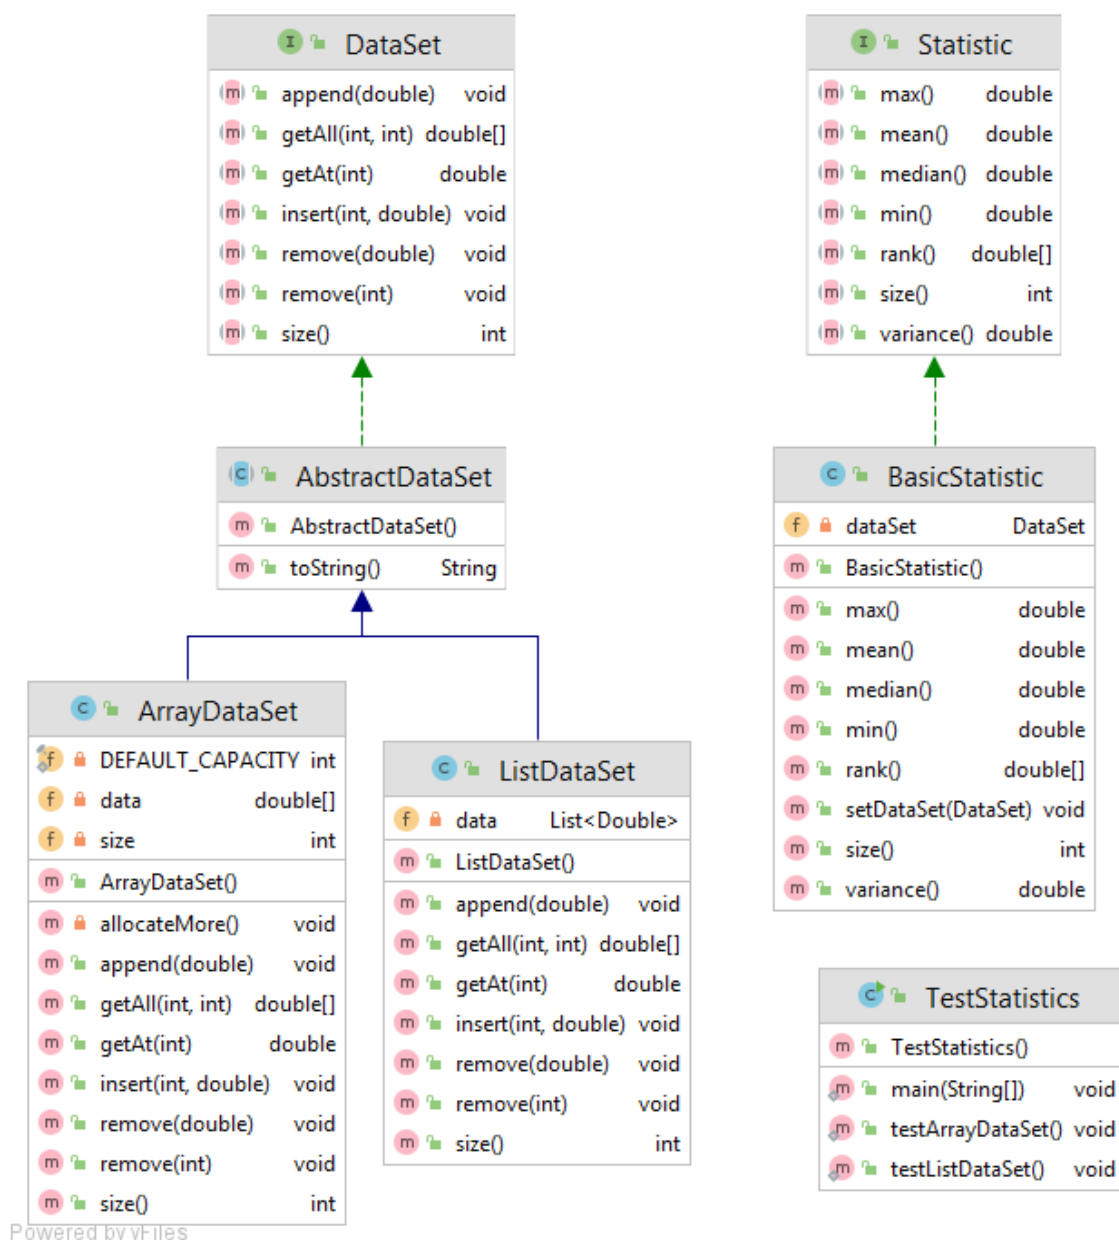 DataSet
append(double) void
getAll(int, int) double[]
getAt(int) double
insert(int, double) void
remove(double) void
remove(int) void
size() int
Statistic
max() double
mean() double
median() double
min() double
rank() double[]
size() int
variance() double
AbstractDataSet
AbstractDataSet()
toString() String
BasicStatistic
dataSet DataSet
BasicStatistic()
max() double
mean() double
median() double
min() double
rank() double[]
setDataSet(DataSet) void
size() int
variance() double
ArrayDataSet
DEFAULT_CAPACITY int
data double[]
size int
ArrayDataSet()
allocateMore() void
append(double) void
getAll(int, int) double[]
getAt(int) double
insert(int, double) void
remove(double) void
remove(int) void
size() int
ListDataSet
data List<Double>
ListDataSet()
append(double) void
getAll(int, int) double[]
getAt(int) double
insert(int, double) void
remove(double) void
remove(int) void
size() int
TestStatistics
TestStatistics()
main(String[]) void
testArrayDataSet() void
testListDataSet() void
Powered by yFiles